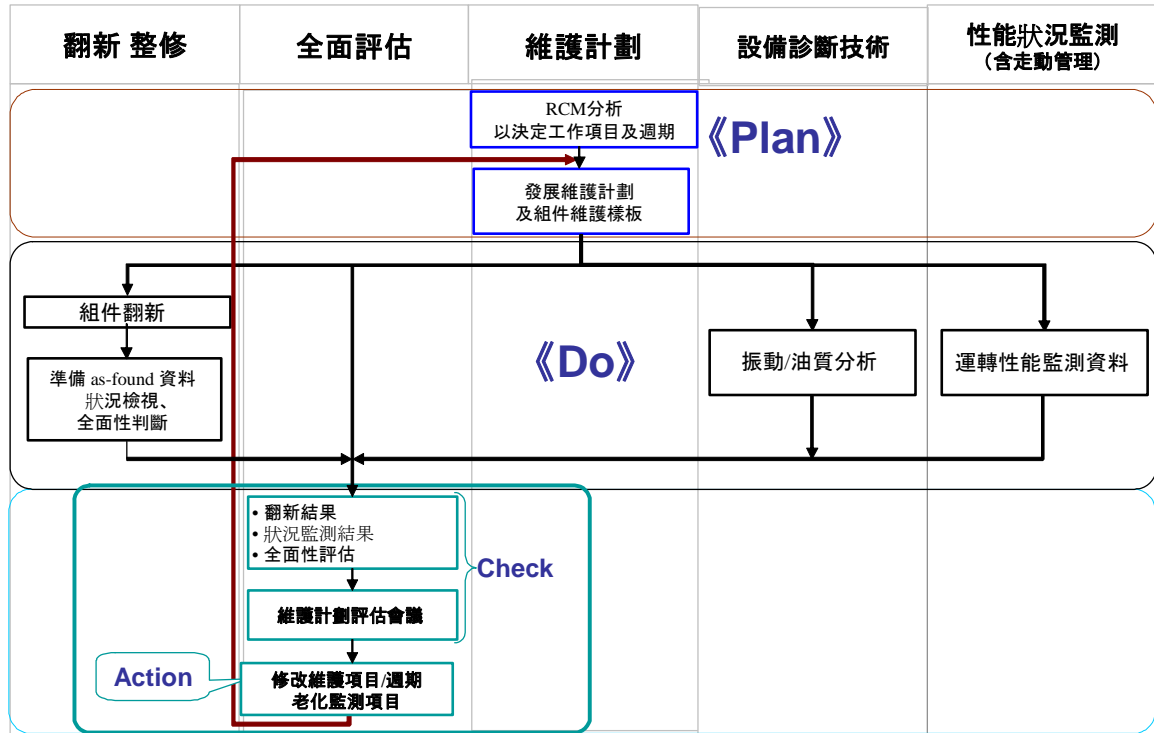 翻新 整修
全面評估
維護計劃
設備診斷技術
性能狀況監測
(含走動管理)
RCM分析
以決定工作項目及週期
《Plan》
發展維護計劃
及組件維護樣板
組件翻新
準備 as-found 資料
狀況檢視、
全面性判斷
《Do》
振動/油質分析
運轉性能監測資料
• 翻新結果
• 狀況監測結果
• 全面性評估
Check
維護計劃評估會議
Action
修改維護項目/週期
老化監測項目